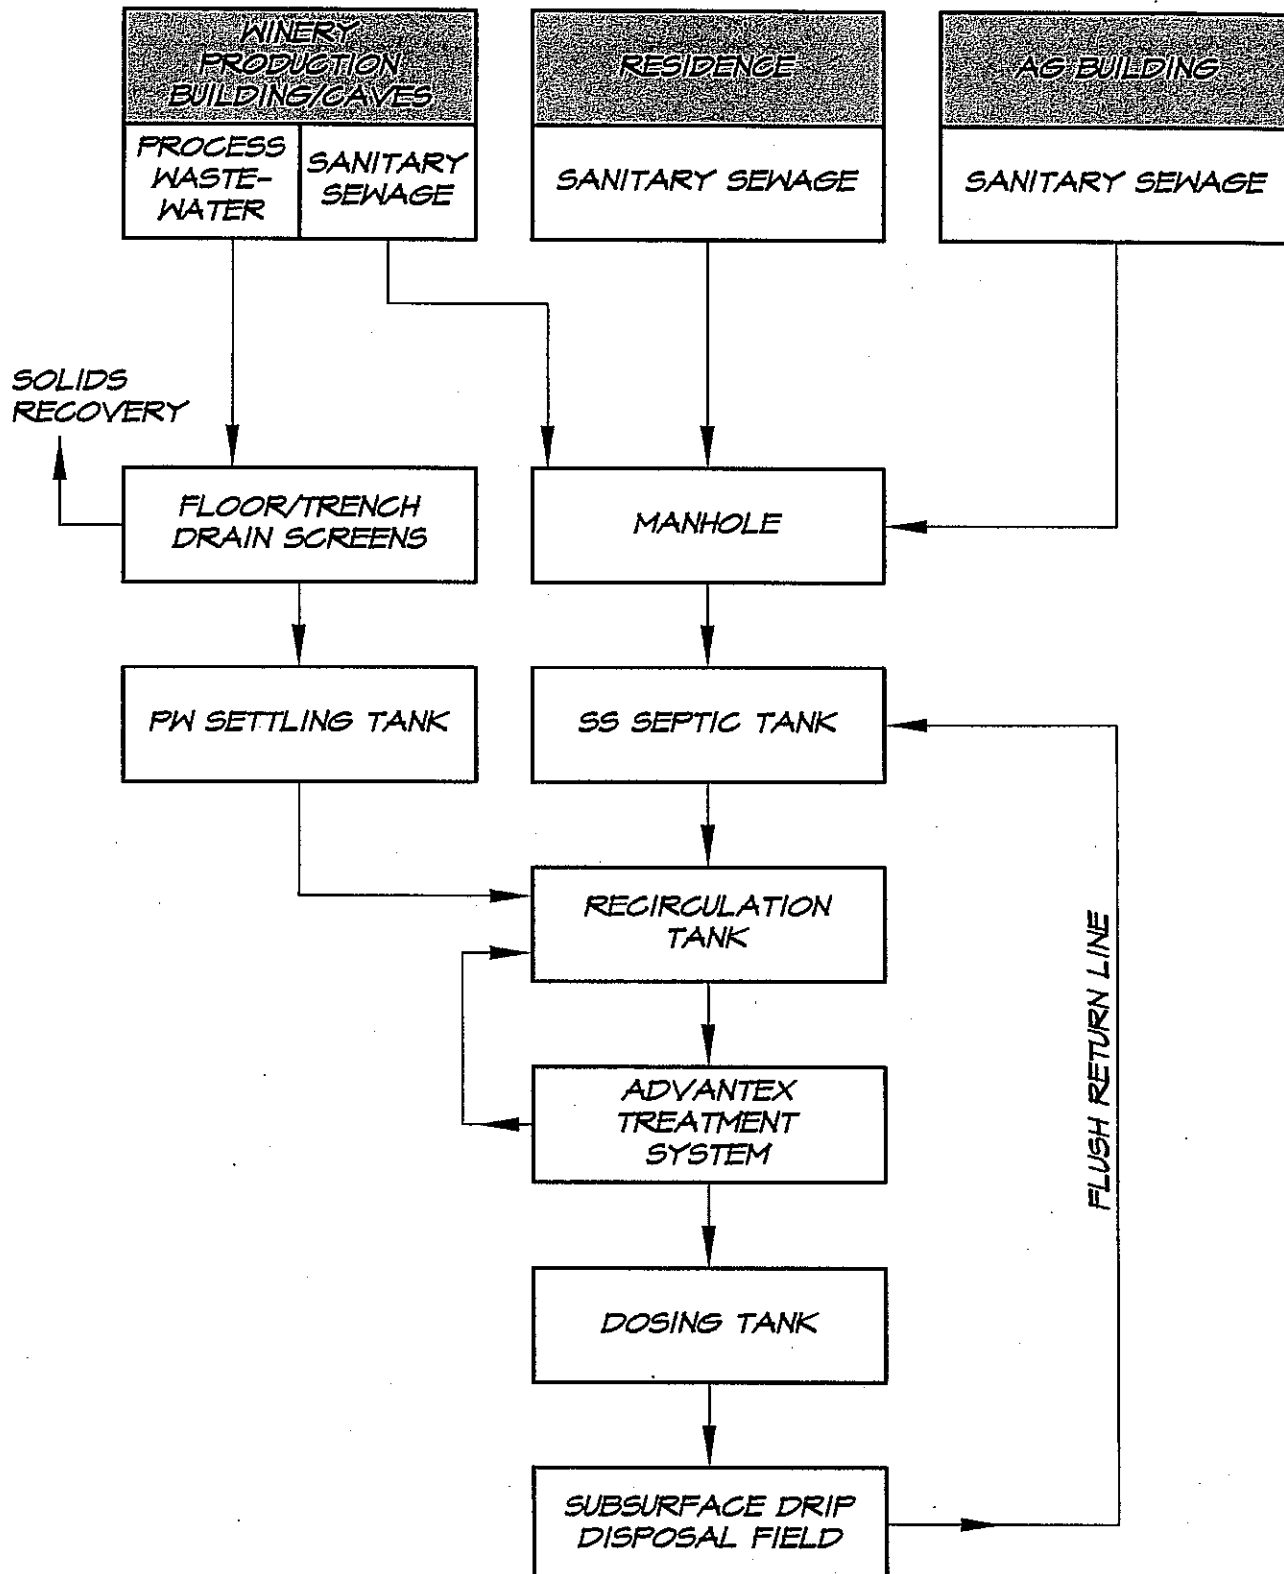 WINERY
PRODUCTION
BUILDING/CAVES
PROCESS
WASTE-
WATER
SANITARY
SEWAGE
RESIDENCE
SANITARY SEWAGE
AG BUILDING
SANITARY SEWAGE
SOLIDS
RECOVERY
FLOOR/TRENCH
DRAIN SCREENS
MANHOLE
PW SETTLING TANK
SS SEPTIC TANK
RECIRCULATION
TANK
ADVANTEX
TREATMENT
SYSTEM
FLUSH RETURN LINE
DOSING TANK
SUBSURFACE DRIP
DISPOSAL FIELD